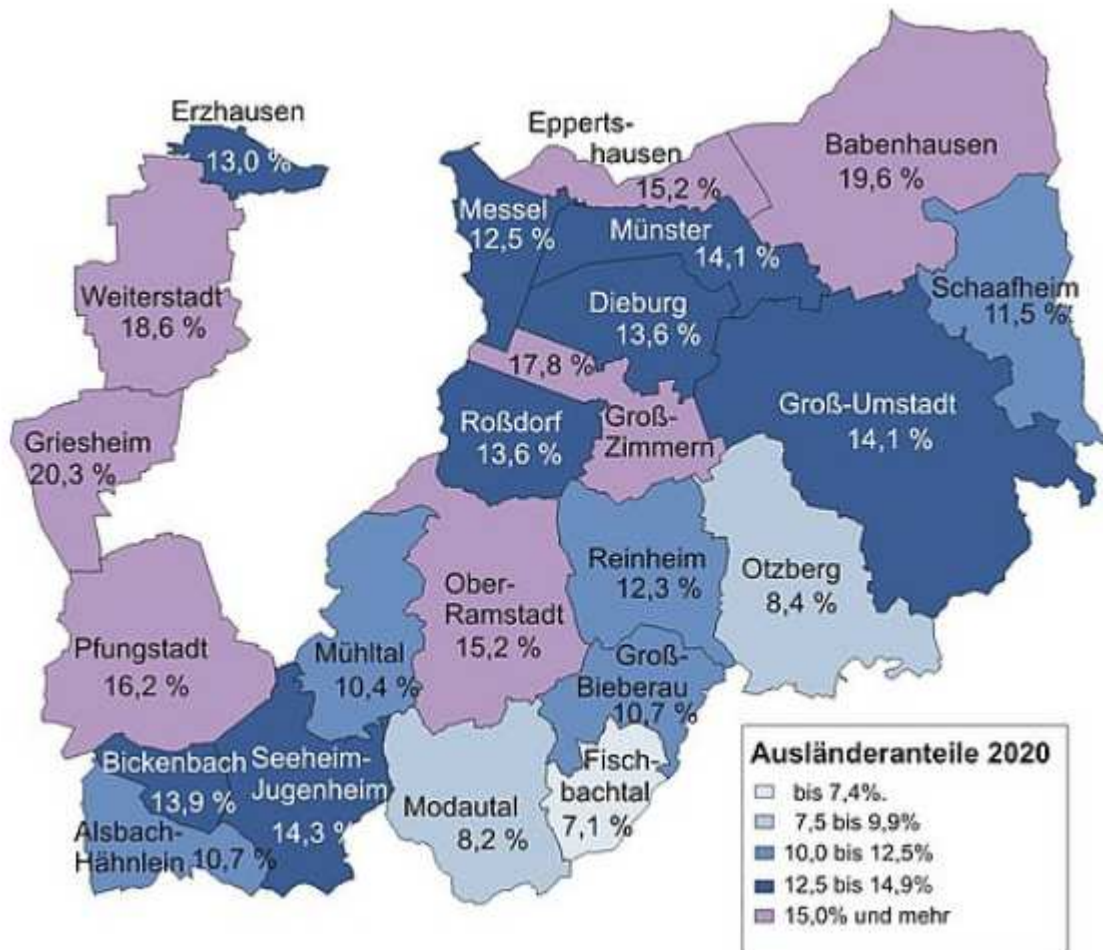 Erzhausen
13,0 %
Epperts-
hausen
15,2 %
Babenhausen
19,6 %
Messel
12,5 %
Münster
14,1 %
Weiterstadt
18,6 %
Dieburg
13,6 %
Schaafheim
11,5 %
17,8 %
Groß-
Zimmern
Roßdorf
13,6 %
Groß-Umstadt
14,1 %
Griesheim
20,3 %
Reinheim
12,3 %
Otzberg
8,4 %
Ober-
Ramstadt
15,2 %
Pfungstadt
16,2 %
Mühltal
10,4 %
Groß-
Bieberau
10,7 %
Bickenbach
13,9 %
Seeheim-
Jugenheim
14,3 %
Alsbach-
Hähnlein
10,7 %
Modautal
8,2 %
Fisch-
bachtal
7,1 %
Ausländeranteile 2020
bis 7,4%.
7,5 bis 9,9%
10,0 bis 12,5%
12,5 bis 14,9%
15,0% und mehr